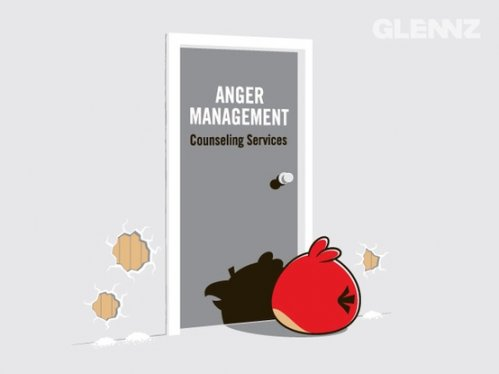 GLENNZ
ANGER
MANAGEMENT
Counseling Services